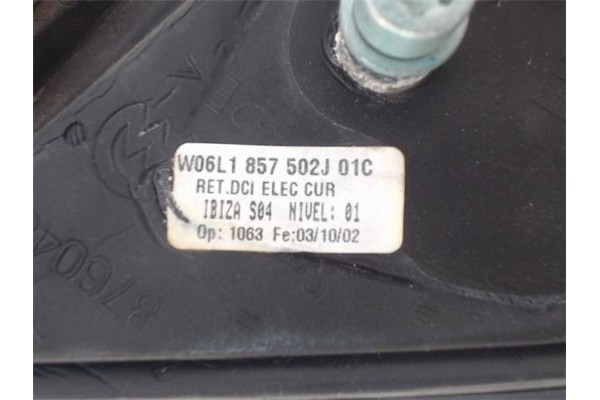 W06L1 857 502J 01C
RET.DCI ELEC CUR
IBIZA S04 NIVEL: 01
Op: 1063 Fe:03/10/02